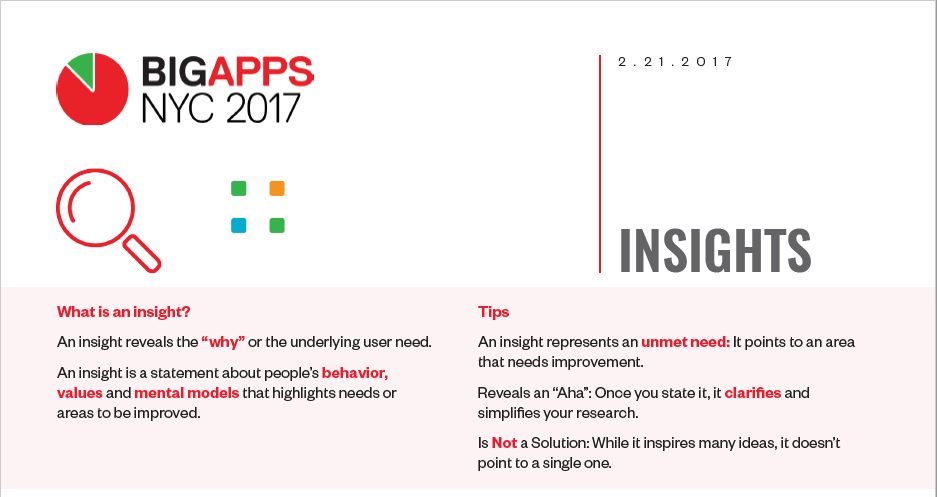 BIGAPPS
NYC 2017
2.21.2017
INSIGHTS
What is an insight?
An insight reveals the “why” or the underlying user need.
An insight is a statement about people’s behavior,
values and mental models that highlights needs or
areas to be improved.
Tips
An insight represents an unmet need: It points to an area
that needs improvement.
Reveals an “Aha”: Once you state it, it clarifies and
simplifies your research.
Is Not a Solution: While it inspires many ideas, it doesn’t
point to a single one.